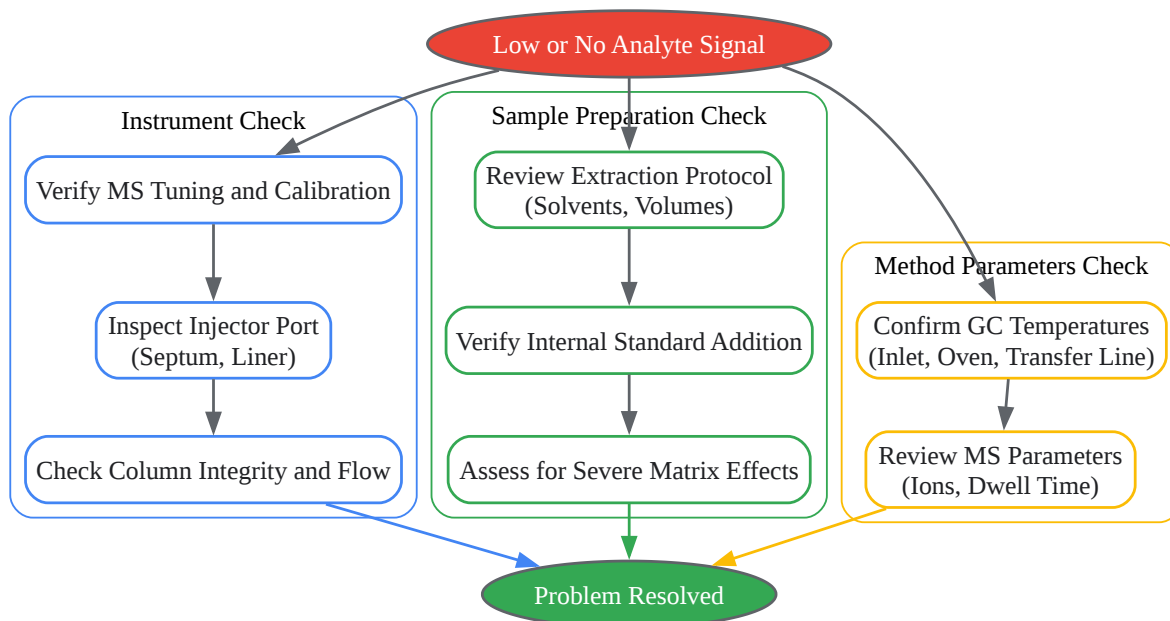 Low or No Analyte Signal
Instrument Check
Verify MS Tuning and Calibration
Inspect Injector Port
(Septum, Liner)
Check Column Integrity and Flow
Sample Preparation Check
Review Extraction Protocol
(Solvents, Volumes)
Verify Internal Standard Addition
Assess for Severe Matrix Effects
Method Parameters Check
Confirm GC Temperatures
(Inlet, Oven, Transfer Line)
Review MS Parameters
(Ions, Dwell Time)
Problem Resolved